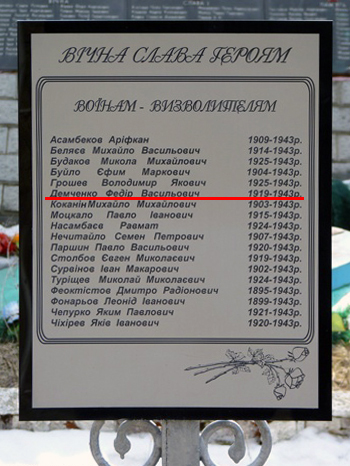 ВІЧНА СЛАВА ГЕРОЯМ
ВОЇНАМ - ВИЗВОЛИТЕЛЯМ
Асамбеков Аріфкан 1909-1943р.
Беляєв Михайло Васильович 1914-1943р.
Будаков Микола Михайлович 1925-1943р.
Буйло Єфим Маркович 1904-1943р.
Грошев Володимир Якович 1925-1943р.
Демченко Федір Васильович 1919-1943р.
Коканін Михайло Михайлович 1903-1943р.
Моцкало Павло Іванович 1915-1943р.
Насамбаєв Равмат 1924-1943р.
Нечитайло Семен Петрович 1907-1943р.
Паршин Павло Васильович 1920-1943р.
Столбов Євген Миколаєвич 1919-1943р.
Сурвінов Іван Макарович 1902-1943р.
Туріщев Миколай Миколаєвич 1924-1943р.
Феоктістов Дмитро Радіонович 1895-1943р.
Фонарьов Леонід Іванович 1899-1943р.
Чепурко Яким Павлович 1921-1943р.
Чіхірев Яків Іванович 1920-1943р.